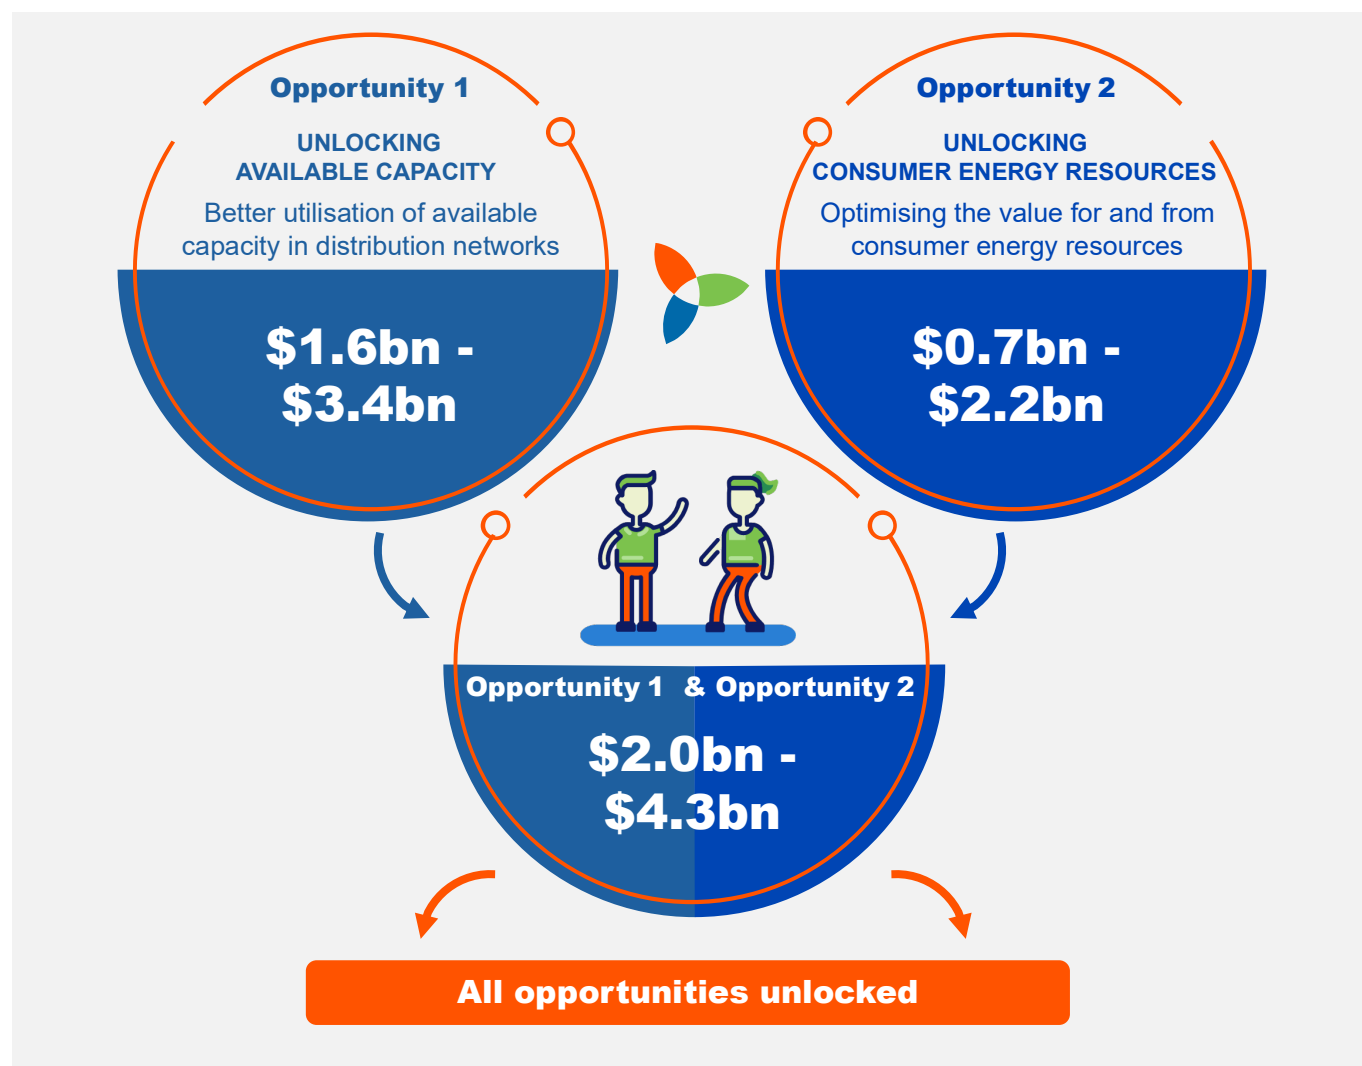 Opportunity 1
UNLOCKING
AVAILABLE CAPACITY
Better utilisation of available
capacity in distribution networks
$1.6bn -
$3.4bn
Opportunity 2
UNLOCKING
CONSUMER ENERGY RESOURCES
Optimising the value for and from
consumer energy resources
$0.7bn -
$2.2bn
Opportunity 1 & Opportunity 2
$2.0bn -
$4.3bn
All opportunities unlocked